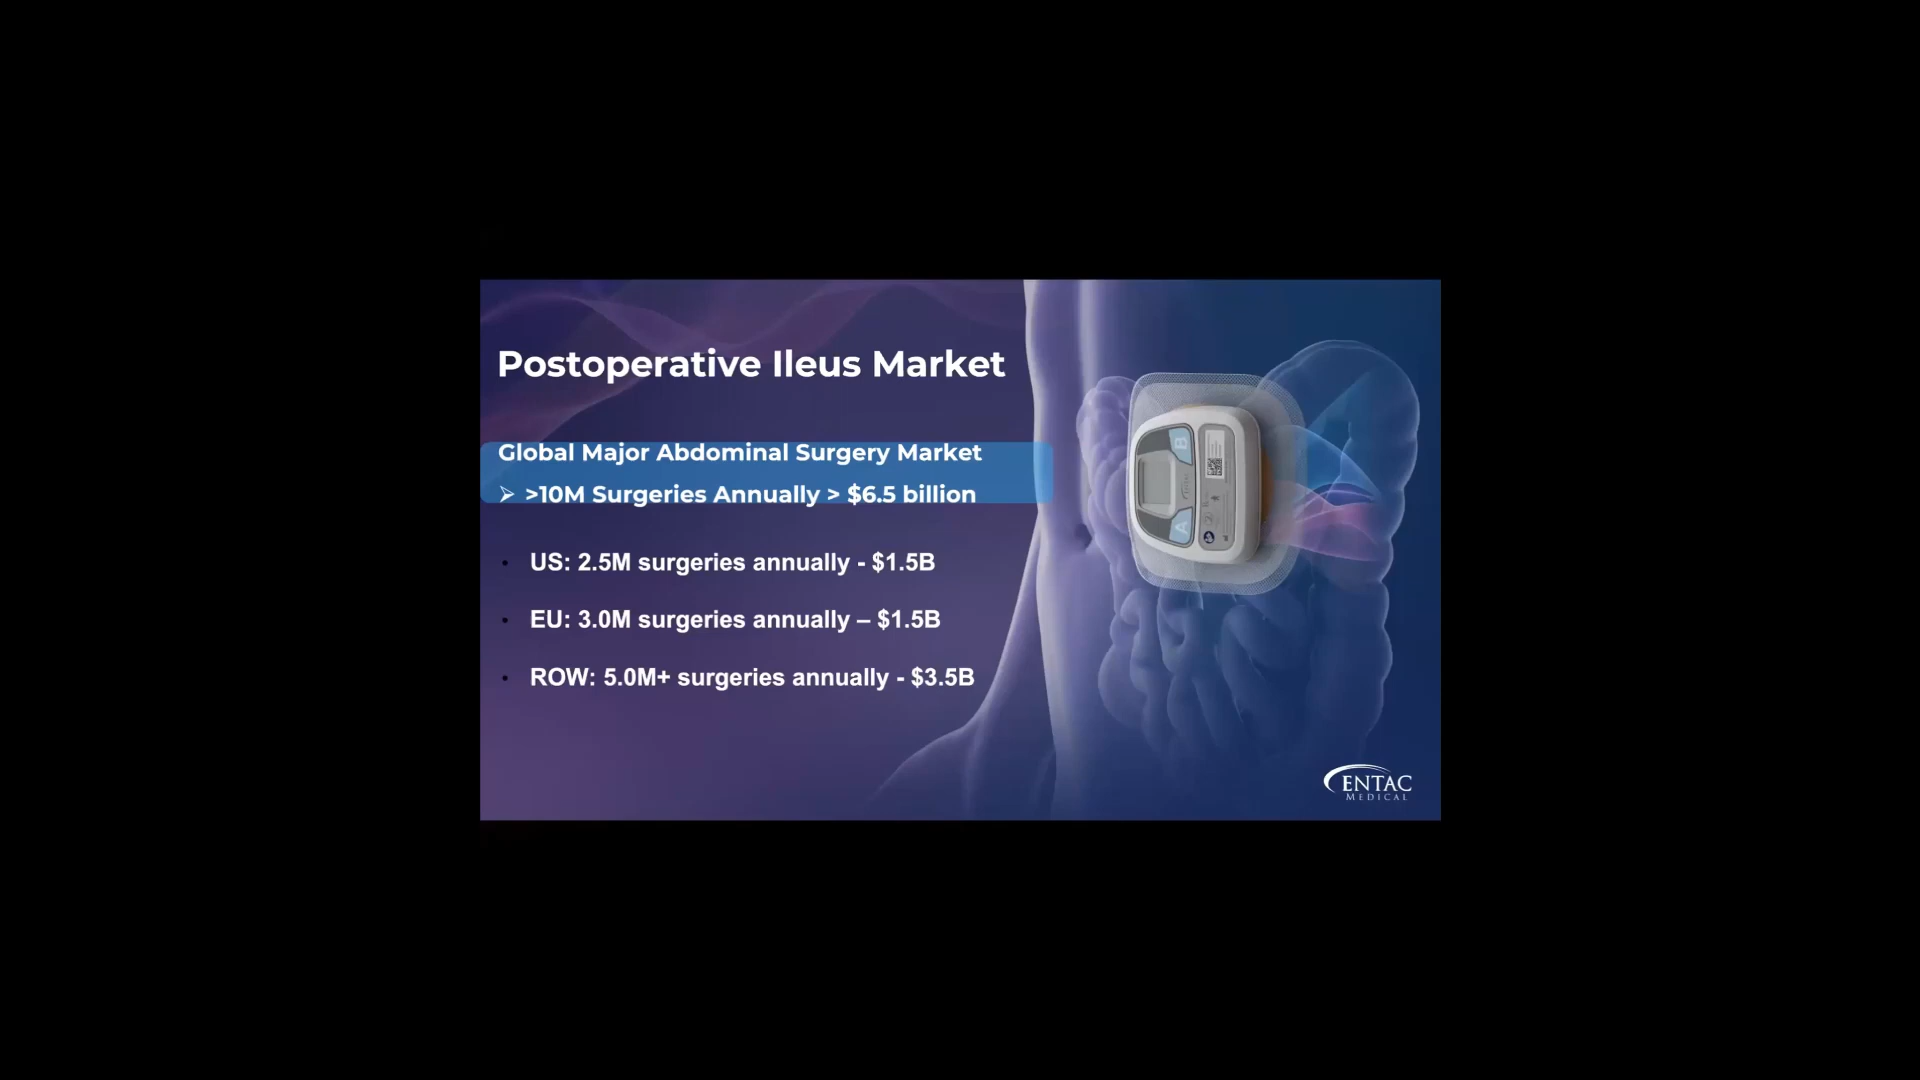 Postoperative Ileus Market
Global Major Abdominal Surgery Market
➢ >10M Surgeries Annually > $6.5 billion
• US: 2.5M surgeries annually - $1.5B
• EU: 3.0M surgeries annually – $1.5B
• ROW: 5.0M+ surgeries annually - $3.5B
B
A
ENTAC
MEDICAL